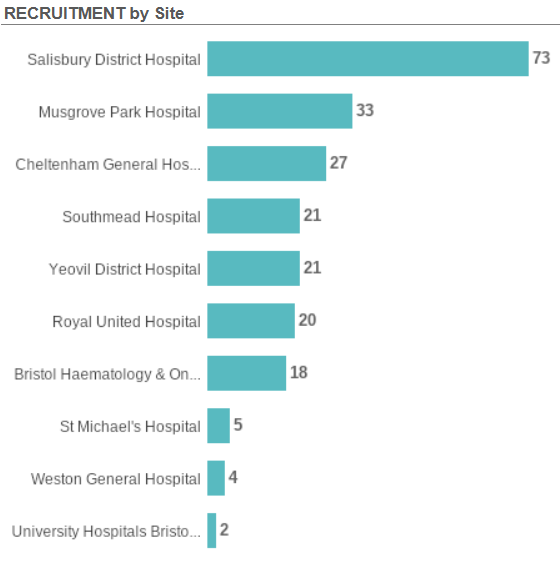 RECRUITMENT by Site
Salisbury District Hospital 73
Musgrove Park Hospital 33
Cheltenham General Hos... 27
Southmead Hospital 21
Yeovil District Hospital 21
Royal United Hospital 20
Bristol Haematology & On... 18
St Michael's Hospital 5
Weston General Hospital 4
University Hospitals Bristo... 2